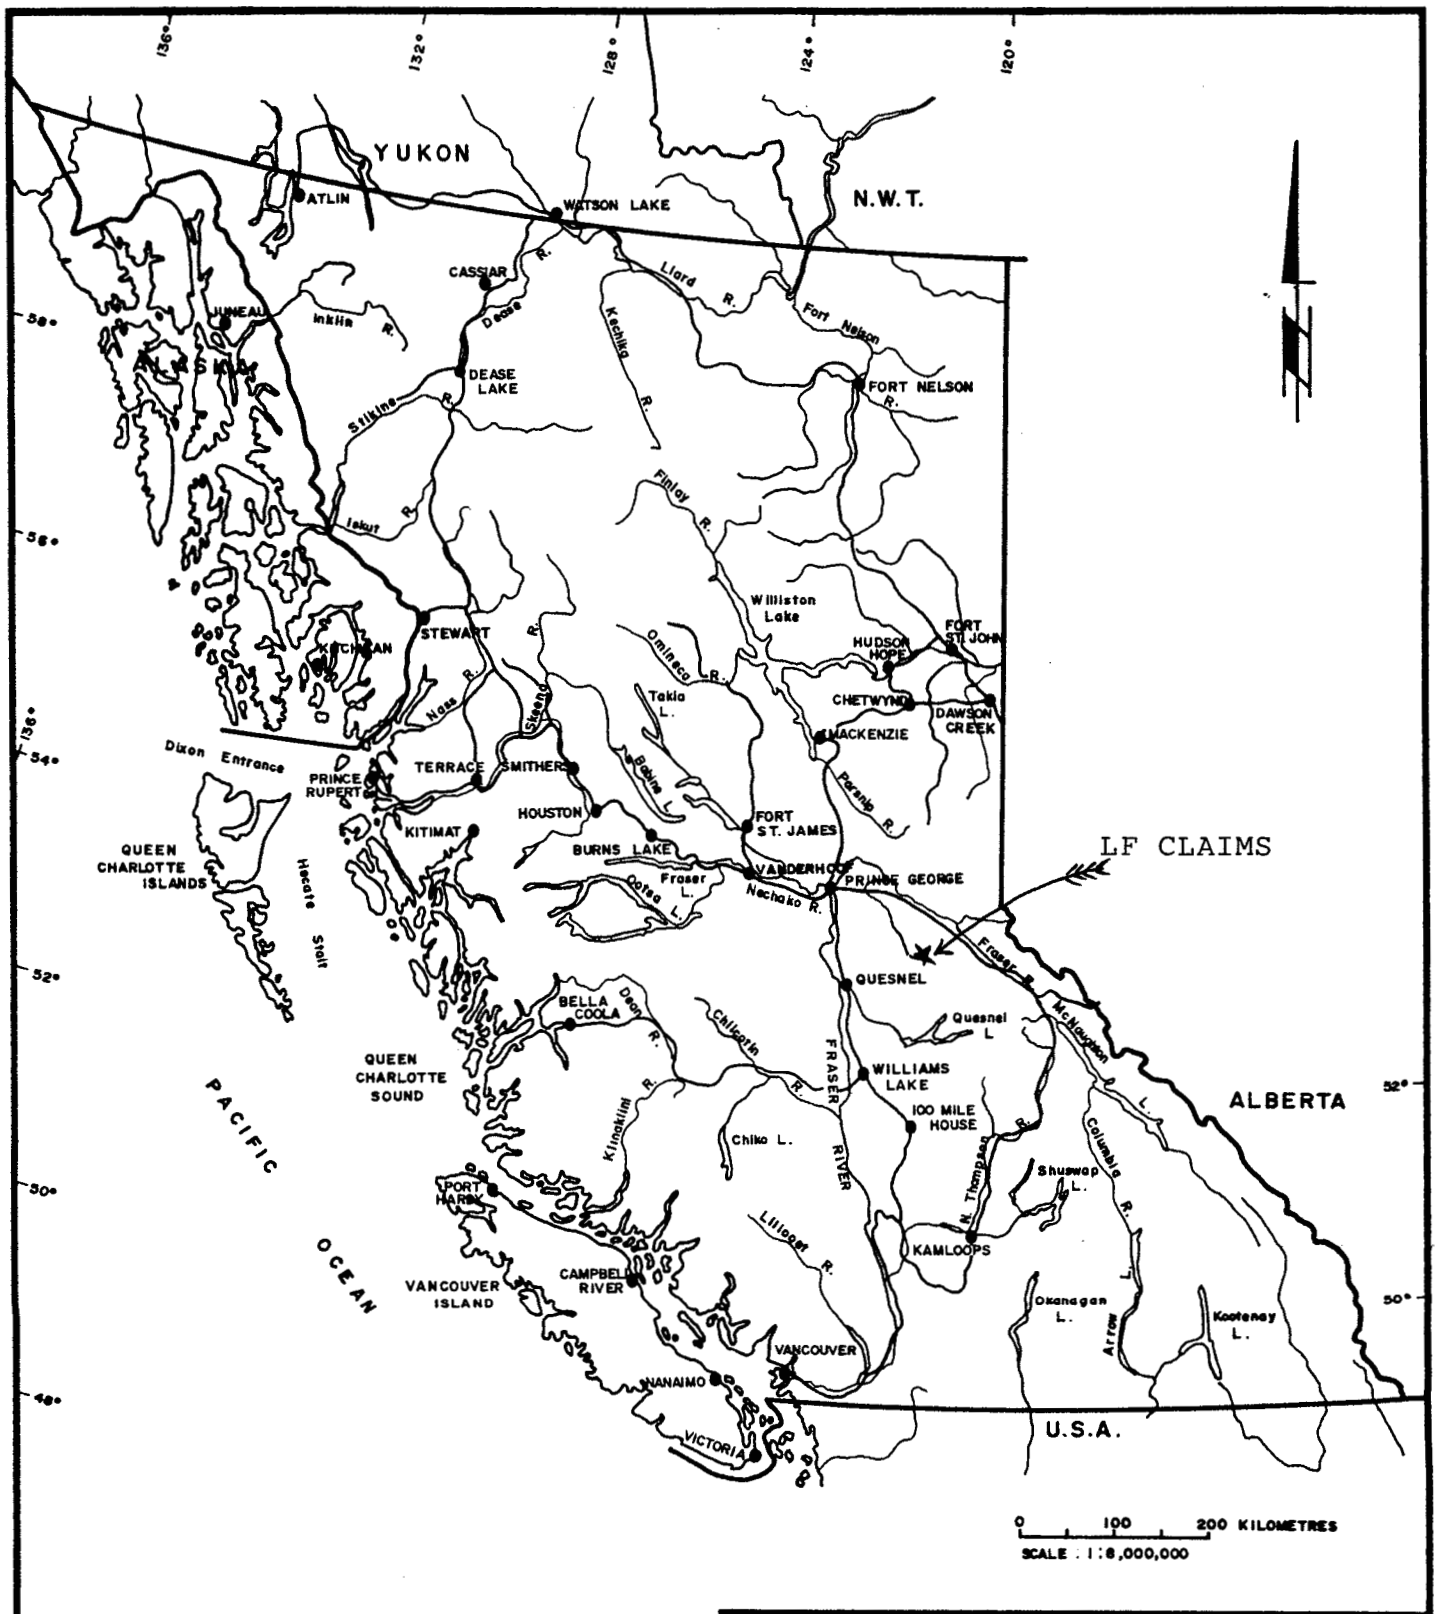 136°
132°
128°
124°
120°
YUKON
N.W.T.
ATLIN
WATSON LAKE
CASSIAR
R.
Dease
Liard
R.
Kechika
R.
Fort Nelson
R.
58°
JUNEAU
Inklin
R.
ALASKA
DEASE
LAKE
FORT NELSON
Stikine
R.
Finlay
R.
Iskut
R.
56°
Williston
Lake
STEWART
R.
Omineca
R.
HUDSON
HOPE
FORT
ST. JOHN
KETCHIKAN
Nass
R.
Skeena
Takla
L.
CHETWYND
DAWSON
CREEK
MACKENZIE
136°
54°
Dixon Entrance
PRINCE
RUPERT
TERRACE
SMITHERS
Babine L.
Parsnip
R.
HOUSTON
KITIMAT
FORT
ST. JAMES
LF CLAIMS
QUEEN
CHARLOTTE
ISLANDS
BURNS LAKE
VANDERHOOF
Fraser
L.
Ootsa L.
Nechako R.
PRINCE GEORGE
Hecate
Stait
Fraser R.
52°
QUESNEL
BELLA
COOLA
Dean
R.
Chilcotin
R.
Quesnel
L
McNaughton
L.
QUEEN
CHARLOTTE
SOUND
FRASER
RIVER
WILLIAMS
LAKE
52°
ALBERTA
PACIFIC
OCEAN
Klinaklini
R.
Chiko L.
100 MILE
HOUSE
N. Thompson
R.
Columbia
R.
Shuswap
L.
50°
PORT
HARDY
Lillooet
R.
KAMLOOPS
CAMPBELL
RIVER
VANCOUVER
ISLAND
Okanagan
L.
Arrow
L.
Kootenay
L.
50°
VANCOUVER
NANAIMO
48°
VICTORIA
U.S.A.
0 100 200 KILOMETRES
SCALE : 1:8,000,000